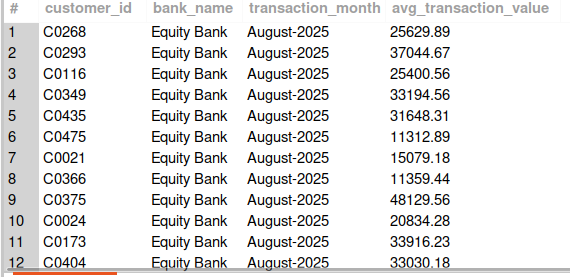 # customer_id bank_name transaction_month avg_transaction_value
1 C0268 Equity Bank August-2025 25629.89
2 C0293 Equity Bank August-2025 37044.67
3 C0116 Equity Bank August-2025 25400.56
4 C0349 Equity Bank August-2025 33194.56
5 C0435 Equity Bank August-2025 31648.31
6 C0475 Equity Bank August-2025 11312.89
7 C0021 Equity Bank August-2025 15079.18
8 C0366 Equity Bank August-2025 11359.44
9 C0375 Equity Bank August-2025 48129.56
10 C0024 Equity Bank August-2025 20834.28
11 C0173 Equity Bank August-2025 33916.23
12 C0404 Equity Bank August-2025 33030.18